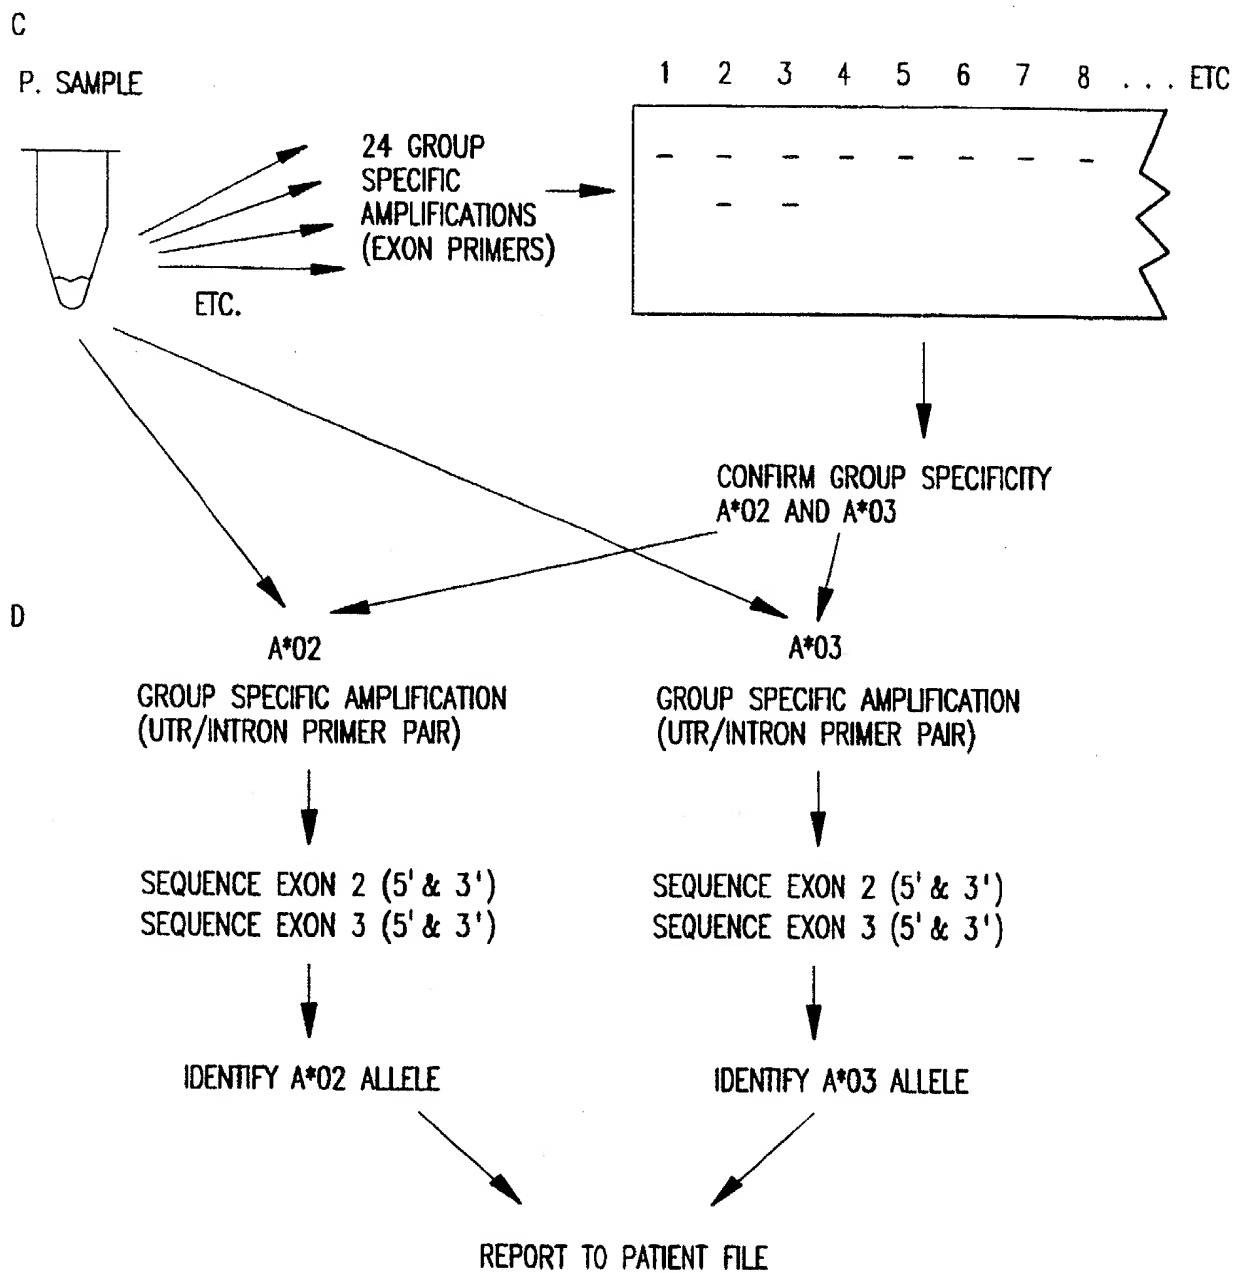 C
P. SAMPLE
1 2 3 4 5 6 7 8 . . . ETC
24 GROUP
SPECIFIC
AMPLIFICATIONS
(EXON PRIMERS)
ETC.
CONFIRM GROUP SPECIFICITY
A*02 AND A*03
D
A*02
GROUP SPECIFIC AMPLIFICATION
(UTR/INTRON PRIMER PAIR)
SEQUENCE EXON 2 (5' & 3')
SEQUENCE EXON 3 (5' & 3')
IDENTIFY A*02 ALLELE
A*03
GROUP SPECIFIC AMPLIFICATION
(UTR/INTRON PRIMER PAIR)
SEQUENCE EXON 2 (5' & 3')
SEQUENCE EXON 3 (5' & 3')
IDENTIFY A*03 ALLELE
REPORT TO PATIENT FILE